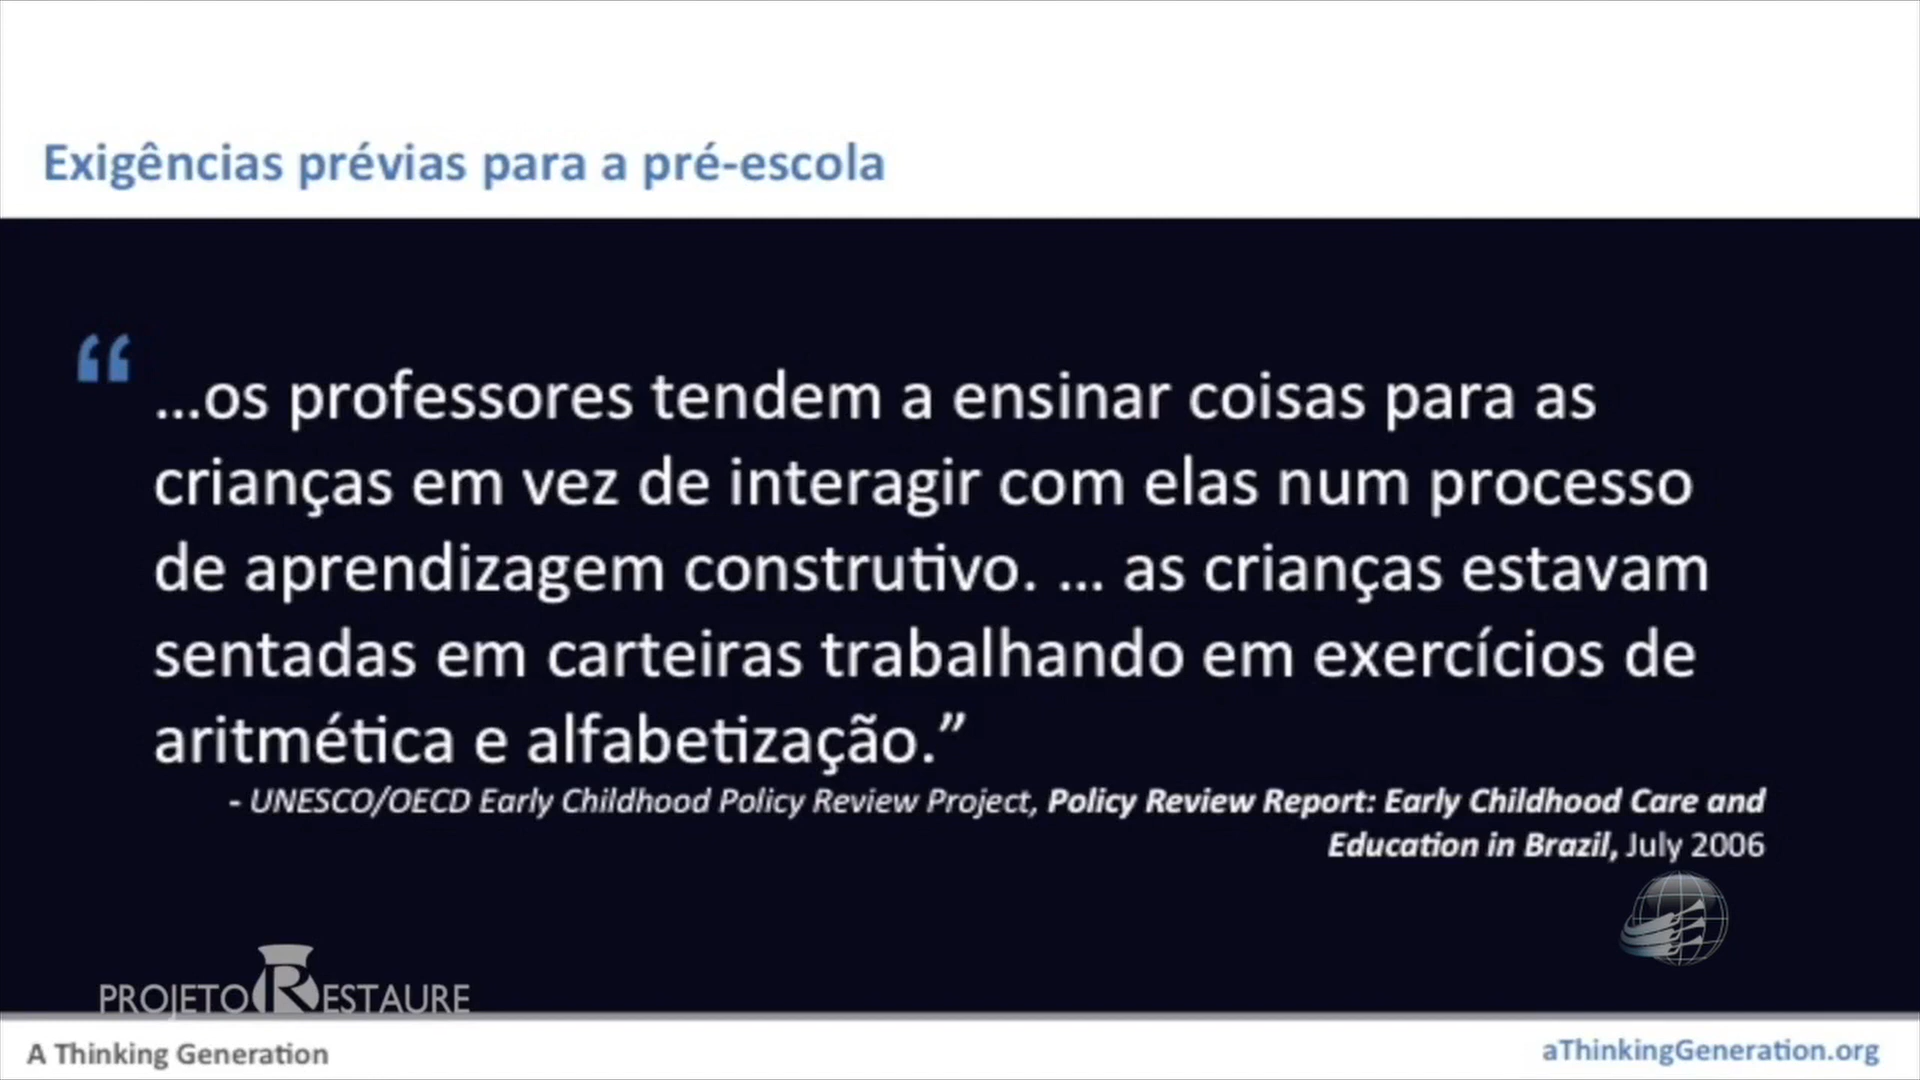 Exigências prévias para a pré-escola
“
...os professores tendem a ensinar coisas para as
crianças em vez de interagir com elas num processo
de aprendizagem construtivo. ... as crianças estavam
sentadas em carteiras trabalhando em exercícios de
aritmética e alfabetização.”
- UNESCO/OECD Early Childhood Policy Review Project, Policy Review Report: Early Childhood Care and
Education in Brazil, July 2006
PROJETO RESTAURE
A Thinking Generation
aThinkingGeneration.org